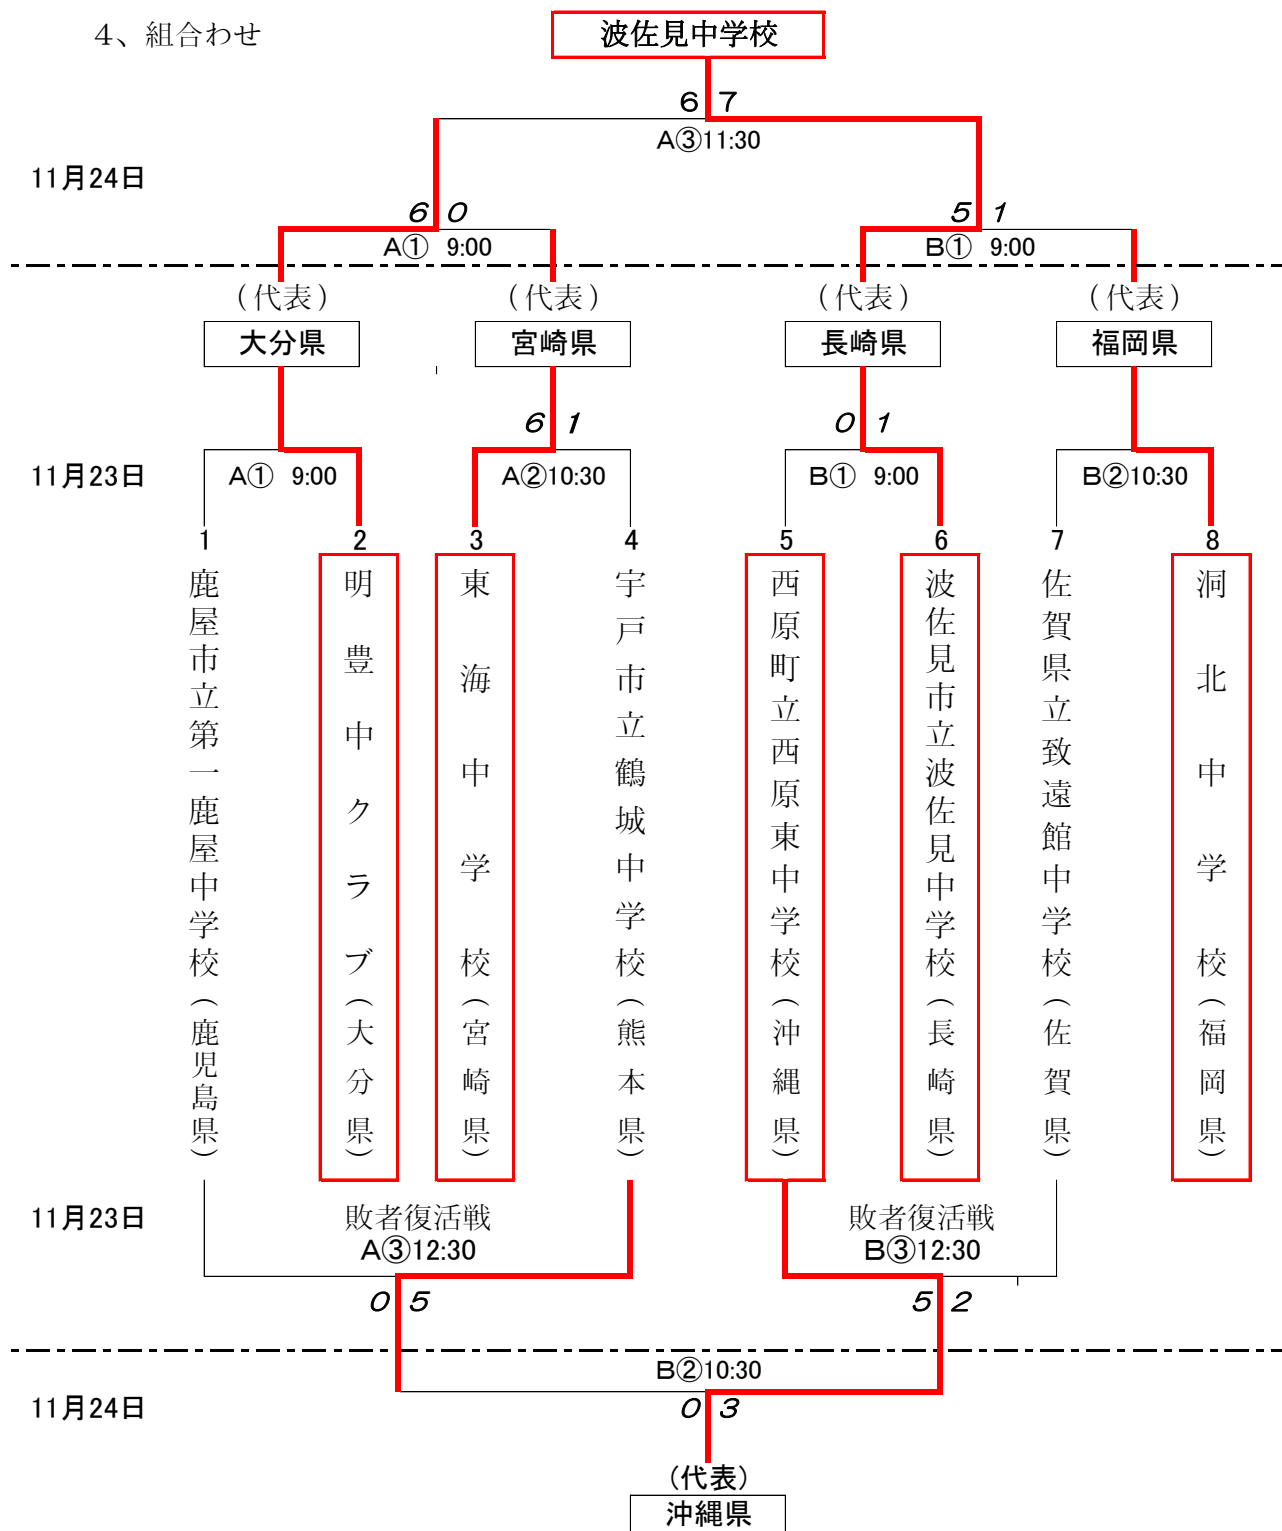 4、組合わせ
波佐見中学校
6 7
A③11:30
11月24日
6 0
5 1
A① 9:00
B① 9:00
(代表)
(代表)
(代表)
(代表)
大分県
宮崎県
長崎県
福岡県
6 1
0 1
11月23日
A① 9:00
A②10:30
B① 9:00
B②10:30
1
2
3
4
5
6
7
8
鹿屋市立第一鹿屋中学校(鹿児島県)
明豊中クラブ(大分県)
東海中学校(宮崎県)
宇戸市立鶴城中学校(熊本県)
西原町立西原東中学校(沖縄県)
波佐見市立波佐見中学校(長崎県)
佐賀県立致遠館中学校(佐賀県)
洞北中学校(福岡県)
11月23日
敗者復活戦
A③12:30
敗者復活戦
B③12:30
0 5
5 2
B②10:30
11月24日
0 3
(代表)
沖縄県